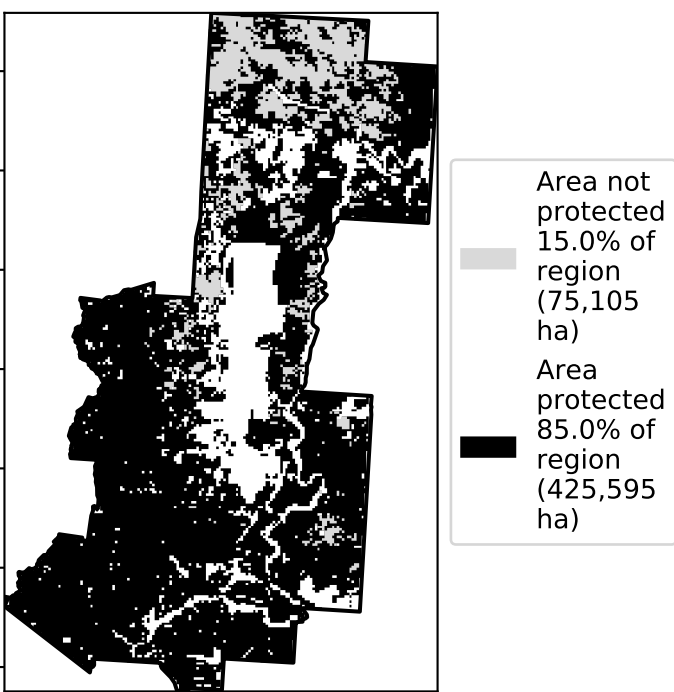 Area not
protected
15.0% of
region
(75,105
ha)
Area
protected
85.0% of
region
(425,595
ha)